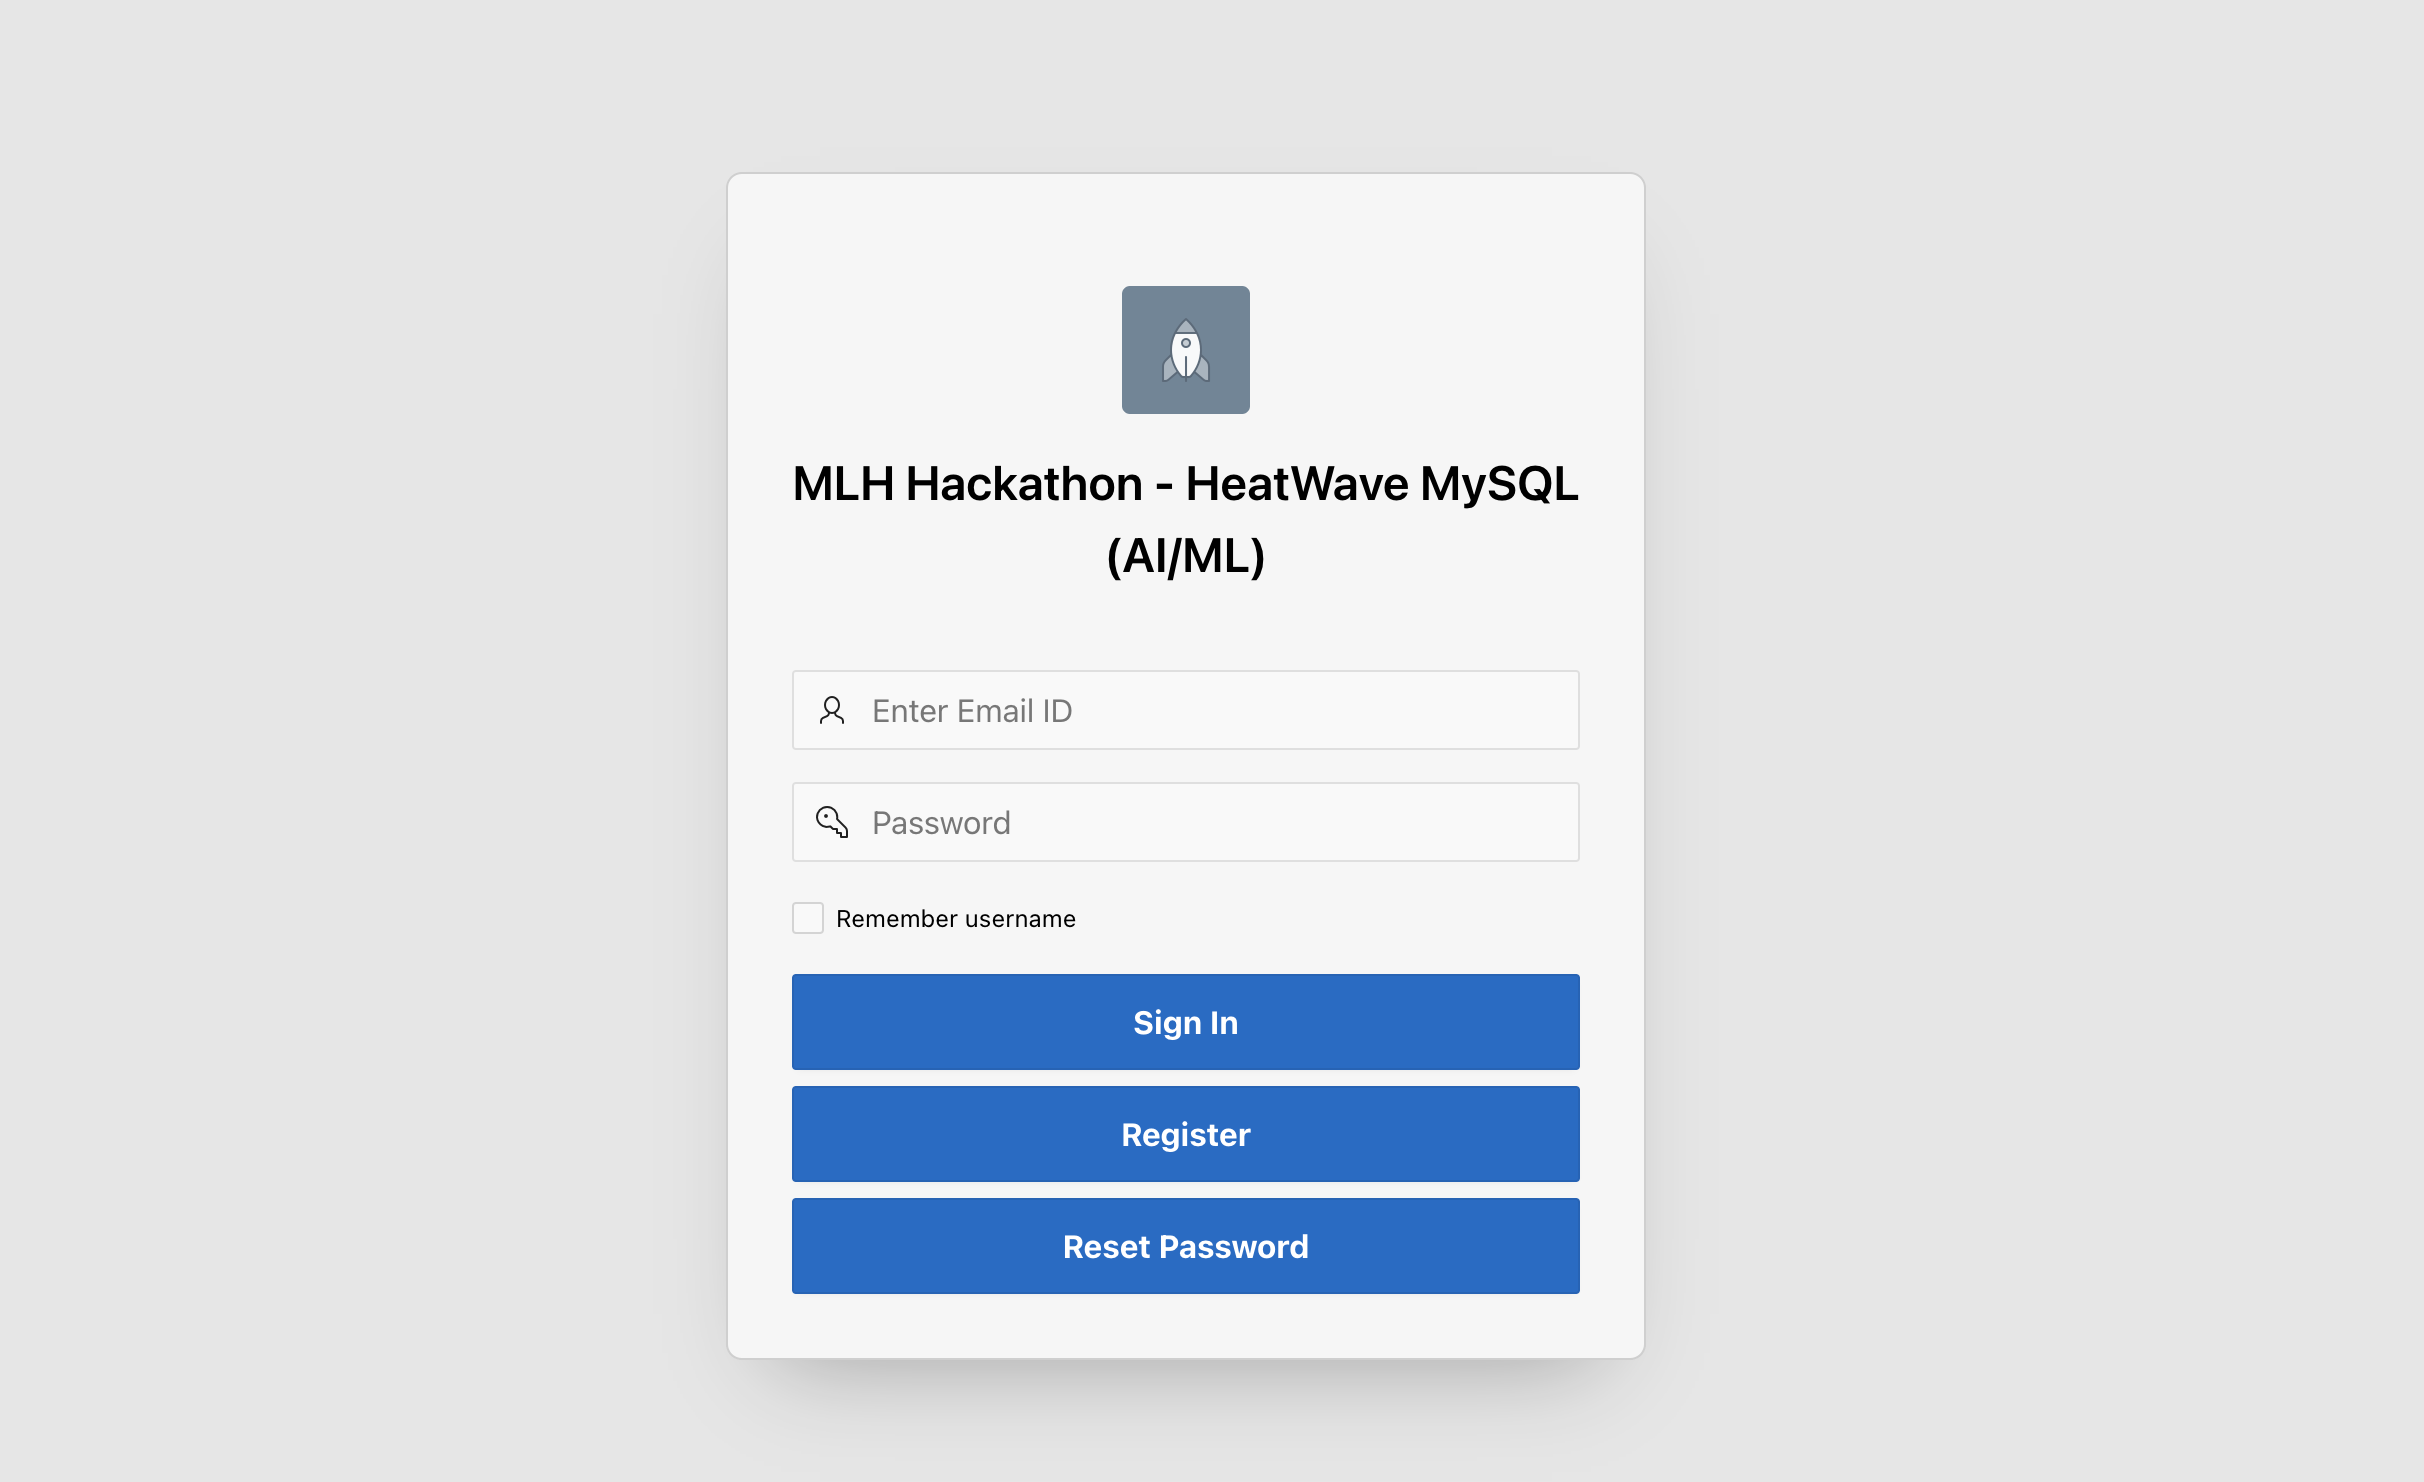 MLH Hackathon - HeatWave MySQL
(AI/ML)
Enter Email ID
Password
Remember username
Sign In
Register
Reset Password